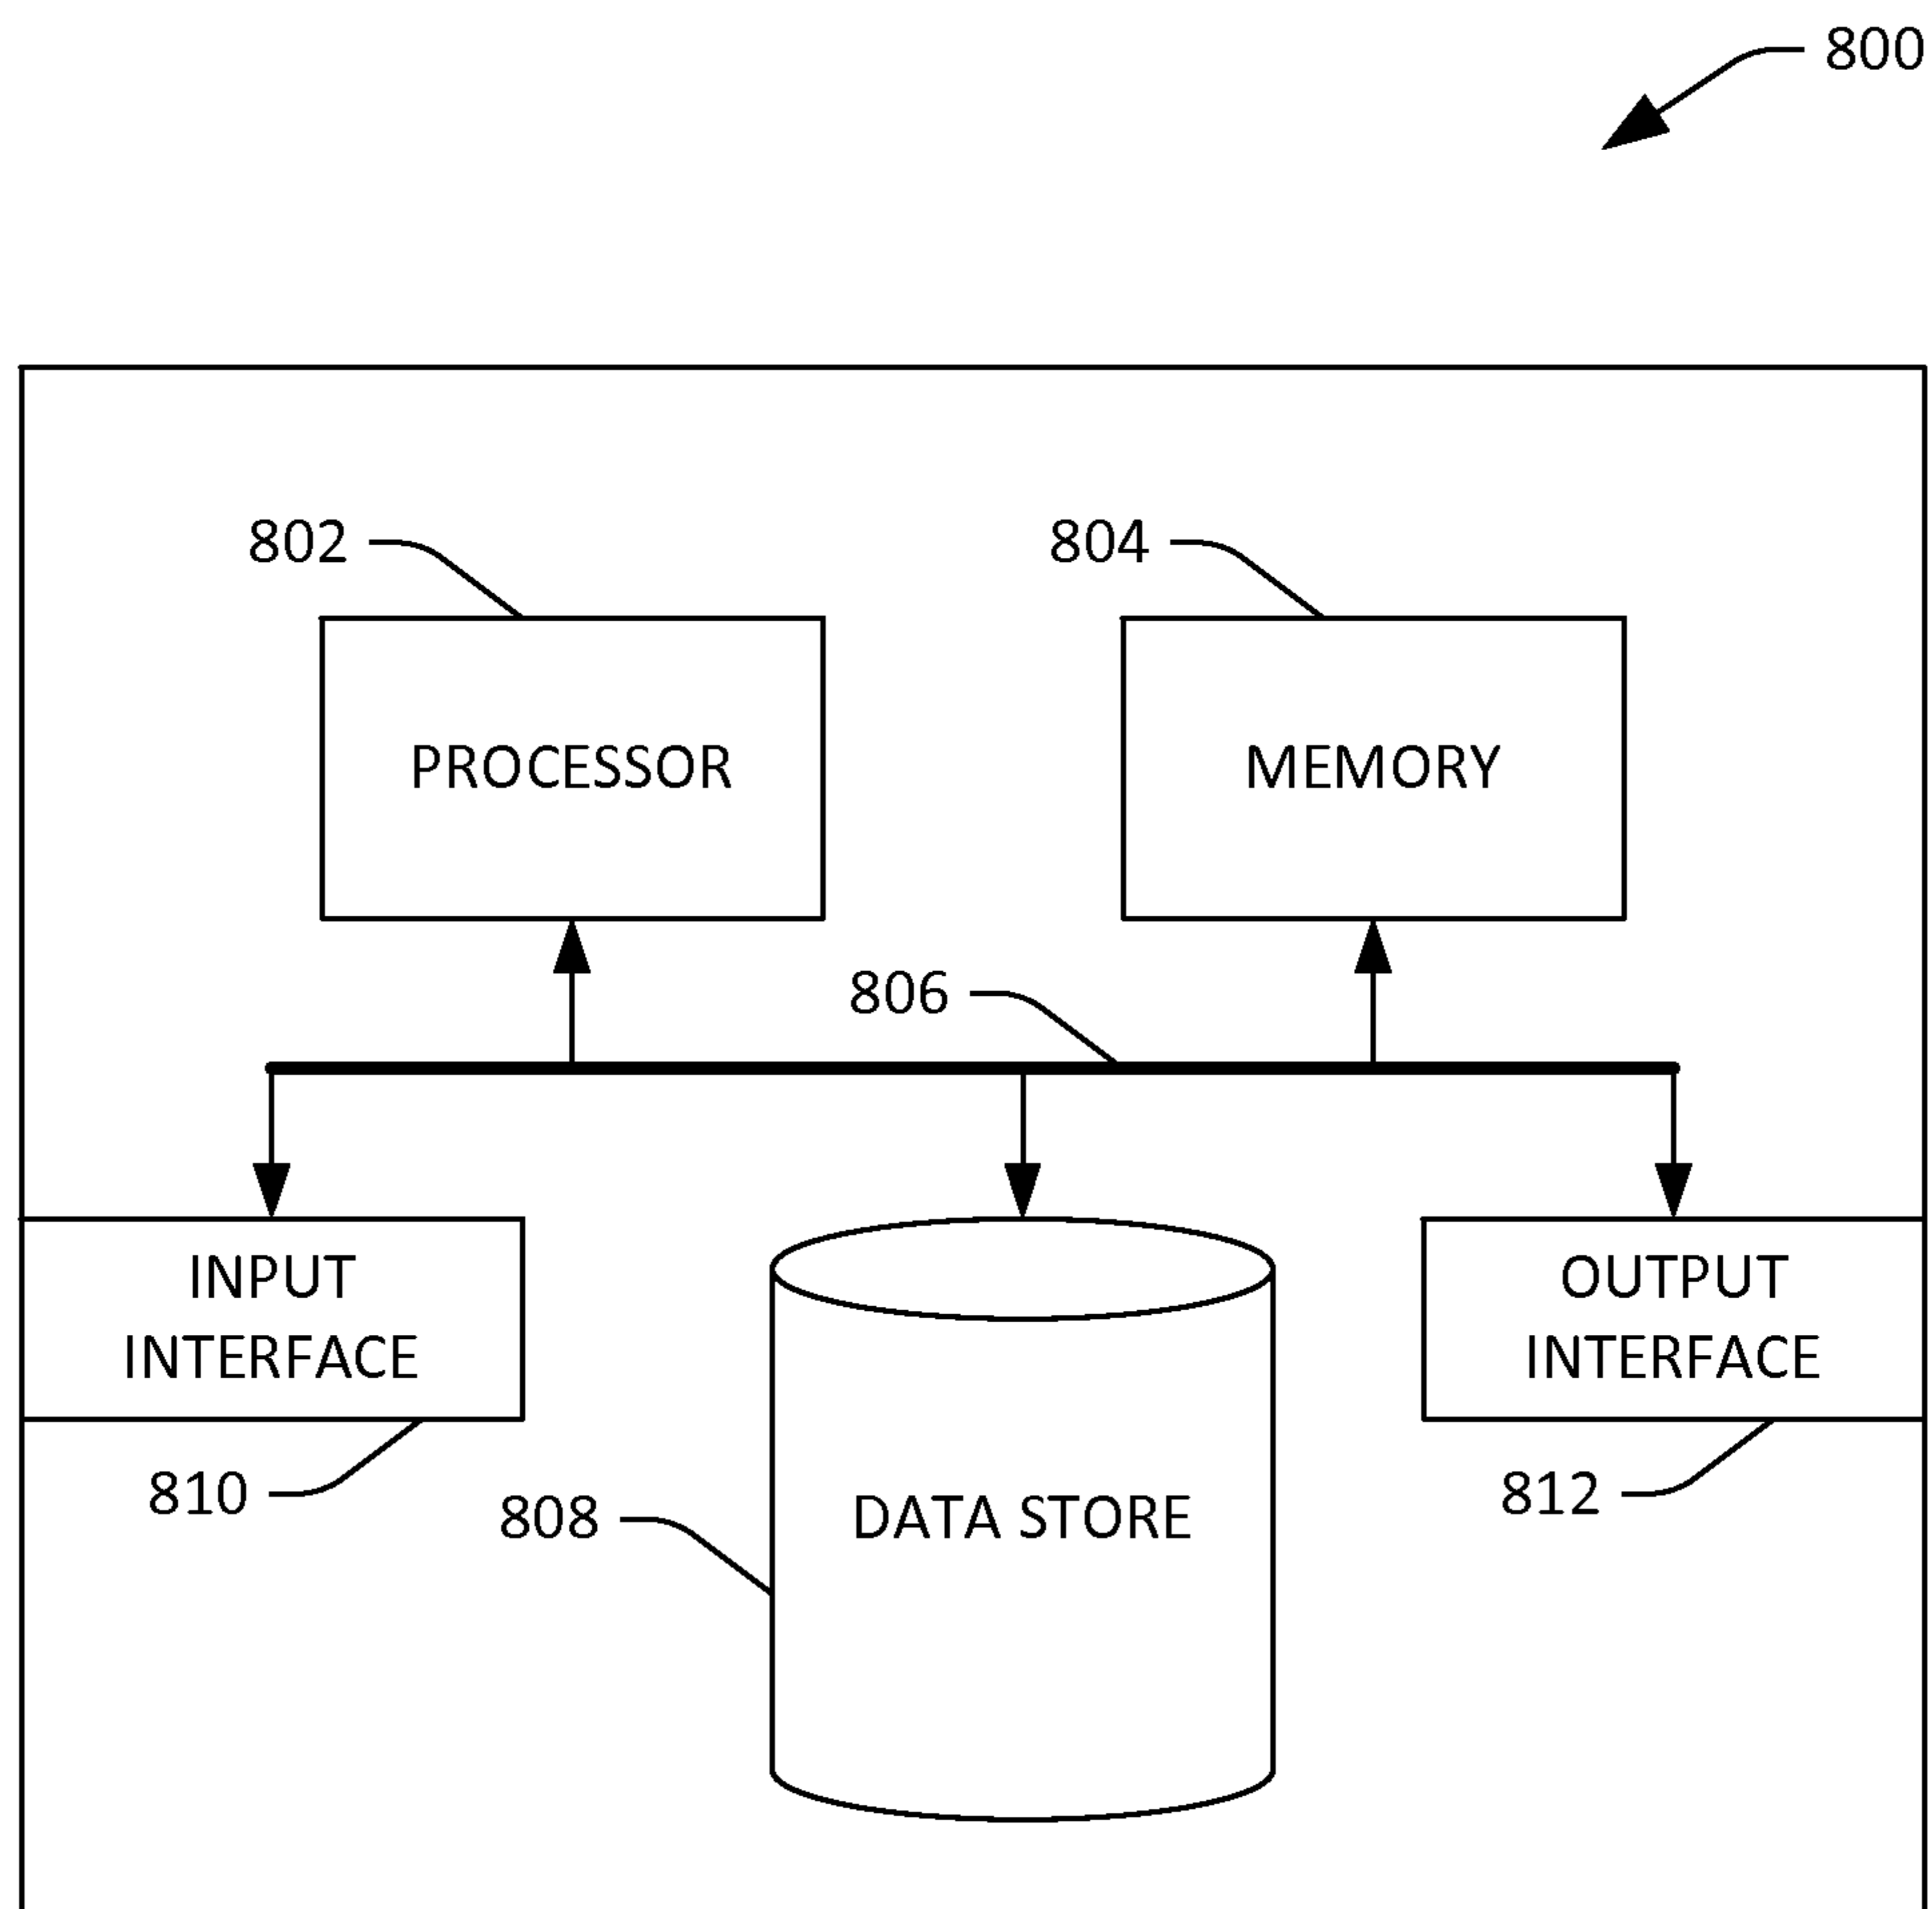 800
802
804
PROCESSOR
MEMORY
806
INPUT
INTERFACE
OUTPUT
INTERFACE
810
808
DATA STORE
812